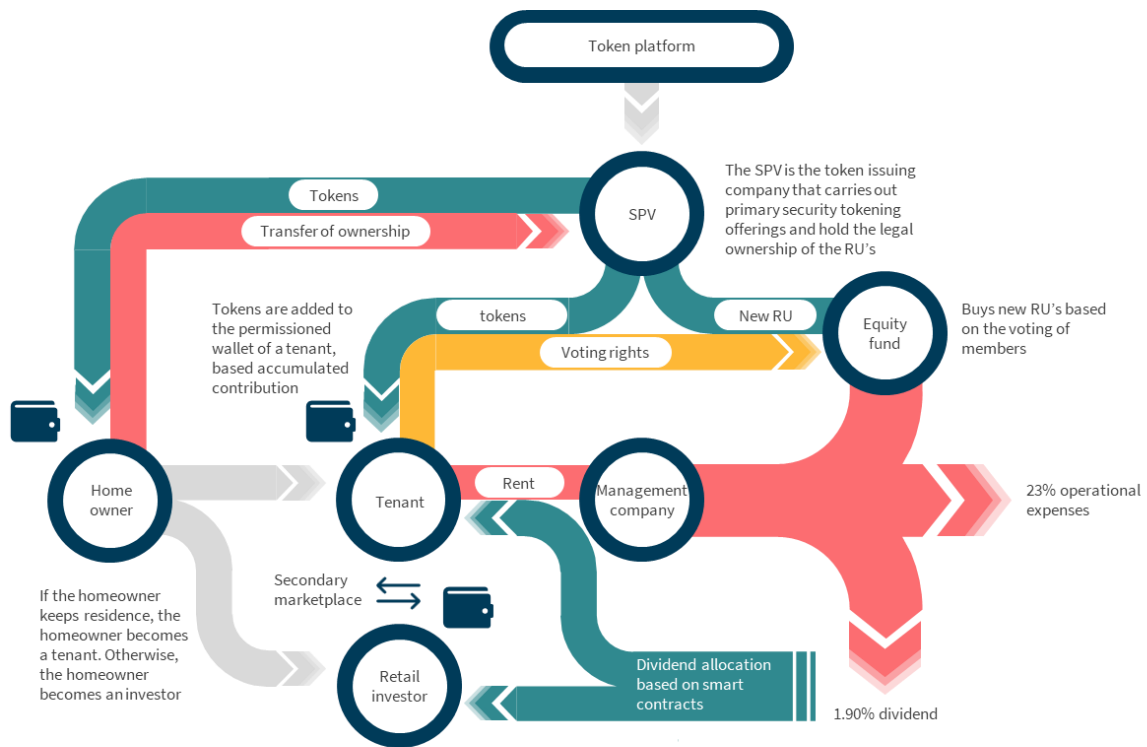 Token platform
The SPV is the token issuing
company that carries out
primary security tokening
offerings and hold the legal
ownership of the RU's
SPV
Tokens
Transfer of ownership
Tokens are added to
the permissioned
wallet of a tenant,
based accumulated
contribution
tokens
New RU
Voting rights
Equity
fund
Buys new RU's based
on the voting of
members
Home
owner
Tenant
Rent
Management
company
23% operational
expenses
If the homeowner
keeps residence, the
homeowner becomes
a tenant. Otherwise,
the homeowner
becomes an investor
Secondary
marketplace
Retail
investor
Dividend allocation
based on smart
contracts
1.90% dividend